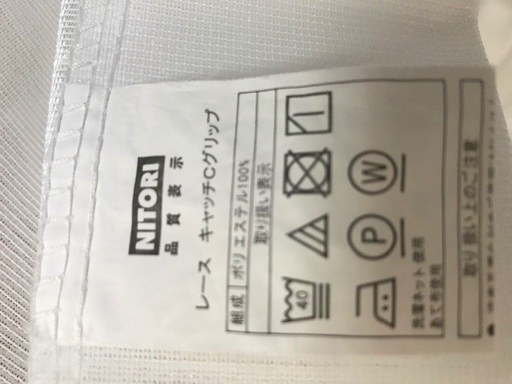 NITORI
品質表示
レース キャッチCグリップ
組成 ポリエステル100%
取り扱い表示
40
P W
洗濯ネット使用
あて布使用
取り扱い上のご注意